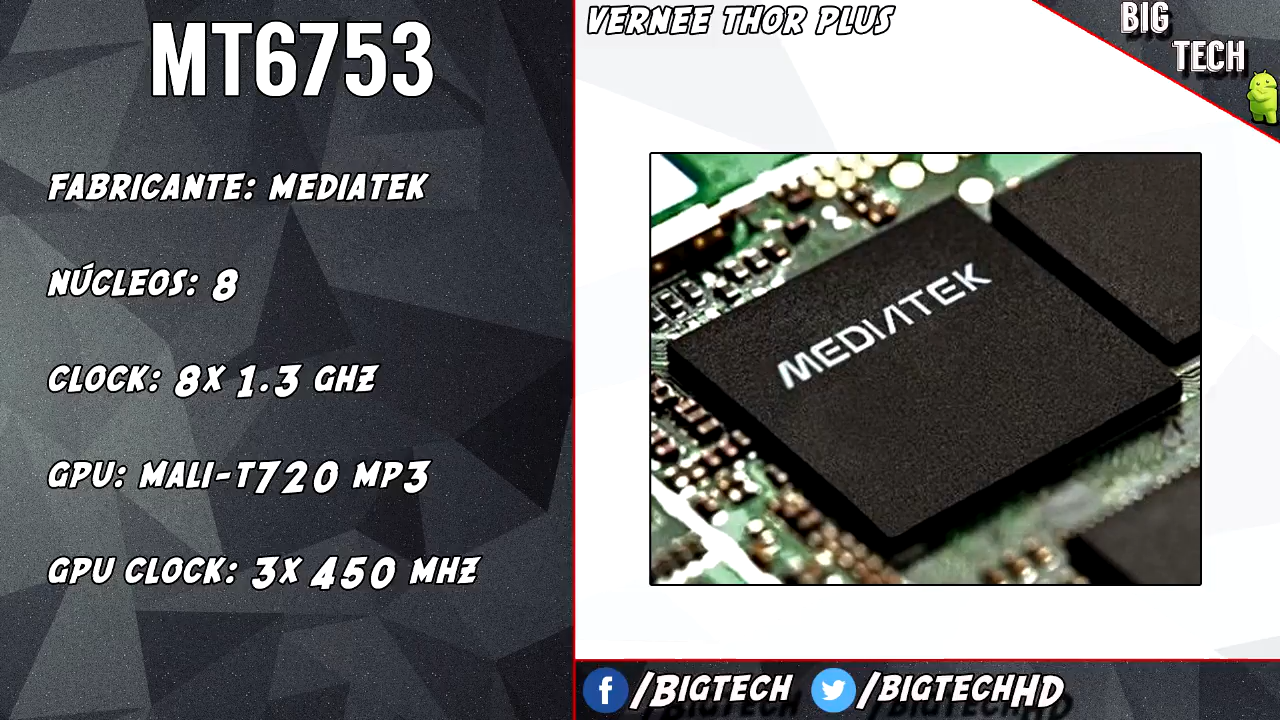 MT6753
FABRICANTE: MEDIATEK
NÚCLEOS: 8
CLOCK: 8X 1.3 GHZ
GPU: MALI-T720 MP3
GPU CLOCK: 3X 450 MHZ
VERNEE THOR PLUS
BIG
TECH
MEDIATEK
f/BIGTECH
/BIGTECHHD